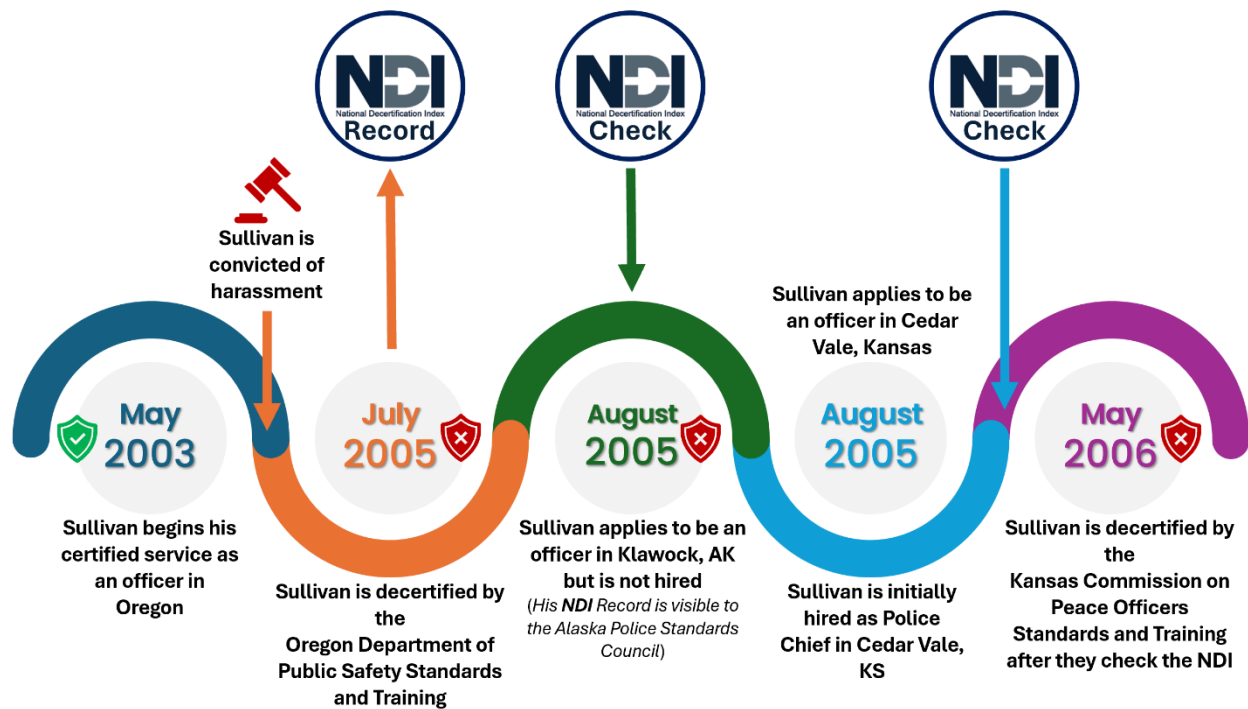 NDI
National Decertification Index
Record
NDI
National Decertification Index
Check
NDI
National Decertification Index
Check
Sullivan is
convicted of
harassment
May
2003
Sullivan begins his
certified service as
an officer in
Oregon
July
2005
Sullivan is decertified by
the
Oregon Department of
Public Safety Standards
and Training
August
2005
Sullivan applies to be an
officer in Klawock, AK
but is not hired
(His NDI Record is visible to
the Alaska Police Standards
Council)
Sullivan applies to be
an officer in Cedar
Vale, Kansas
August
2005
Sullivan is initially
hired as Police
Chief in Cedar Vale,
KS
May
2006
Sullivan is decertified by
the
Kansas Commission on
Peace Officers
Standards and Training
after they check the NDI